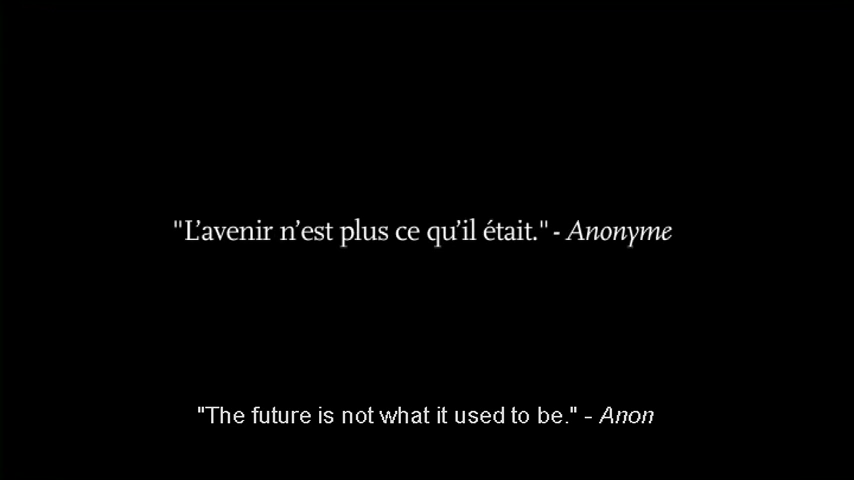 "L’avenir n’est plus ce qu’il était." - Anonyme
"The future is not what it used to be." - Anon